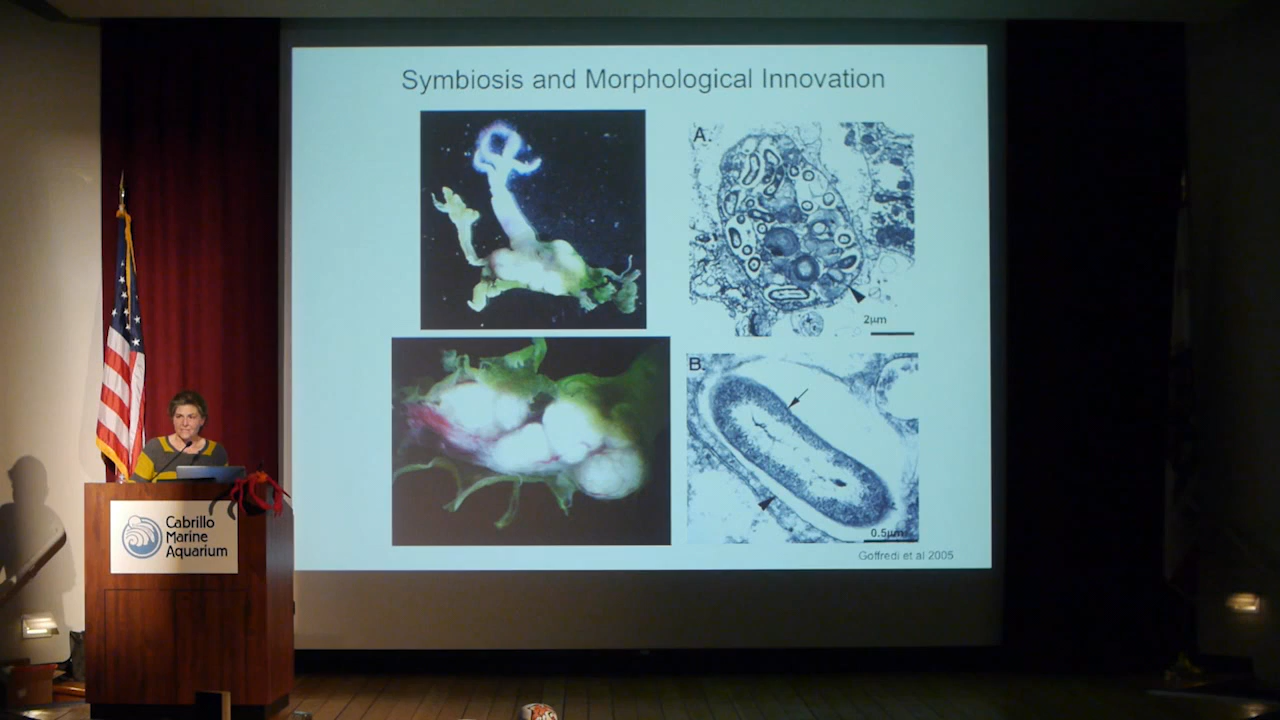 Symbiosis and Morphological Innovation
A.
2μm
B.
0.5μm
Goffredi et al 2005
Cabrillo
Marine
Aquarium